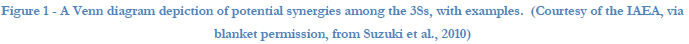 Figure 1 - A Venn diagram depiction of potential synergies among the 3Ss, with examples.  (Courtesy of the IAEA, via
blanket permission, from Suzuki et al., 2010)